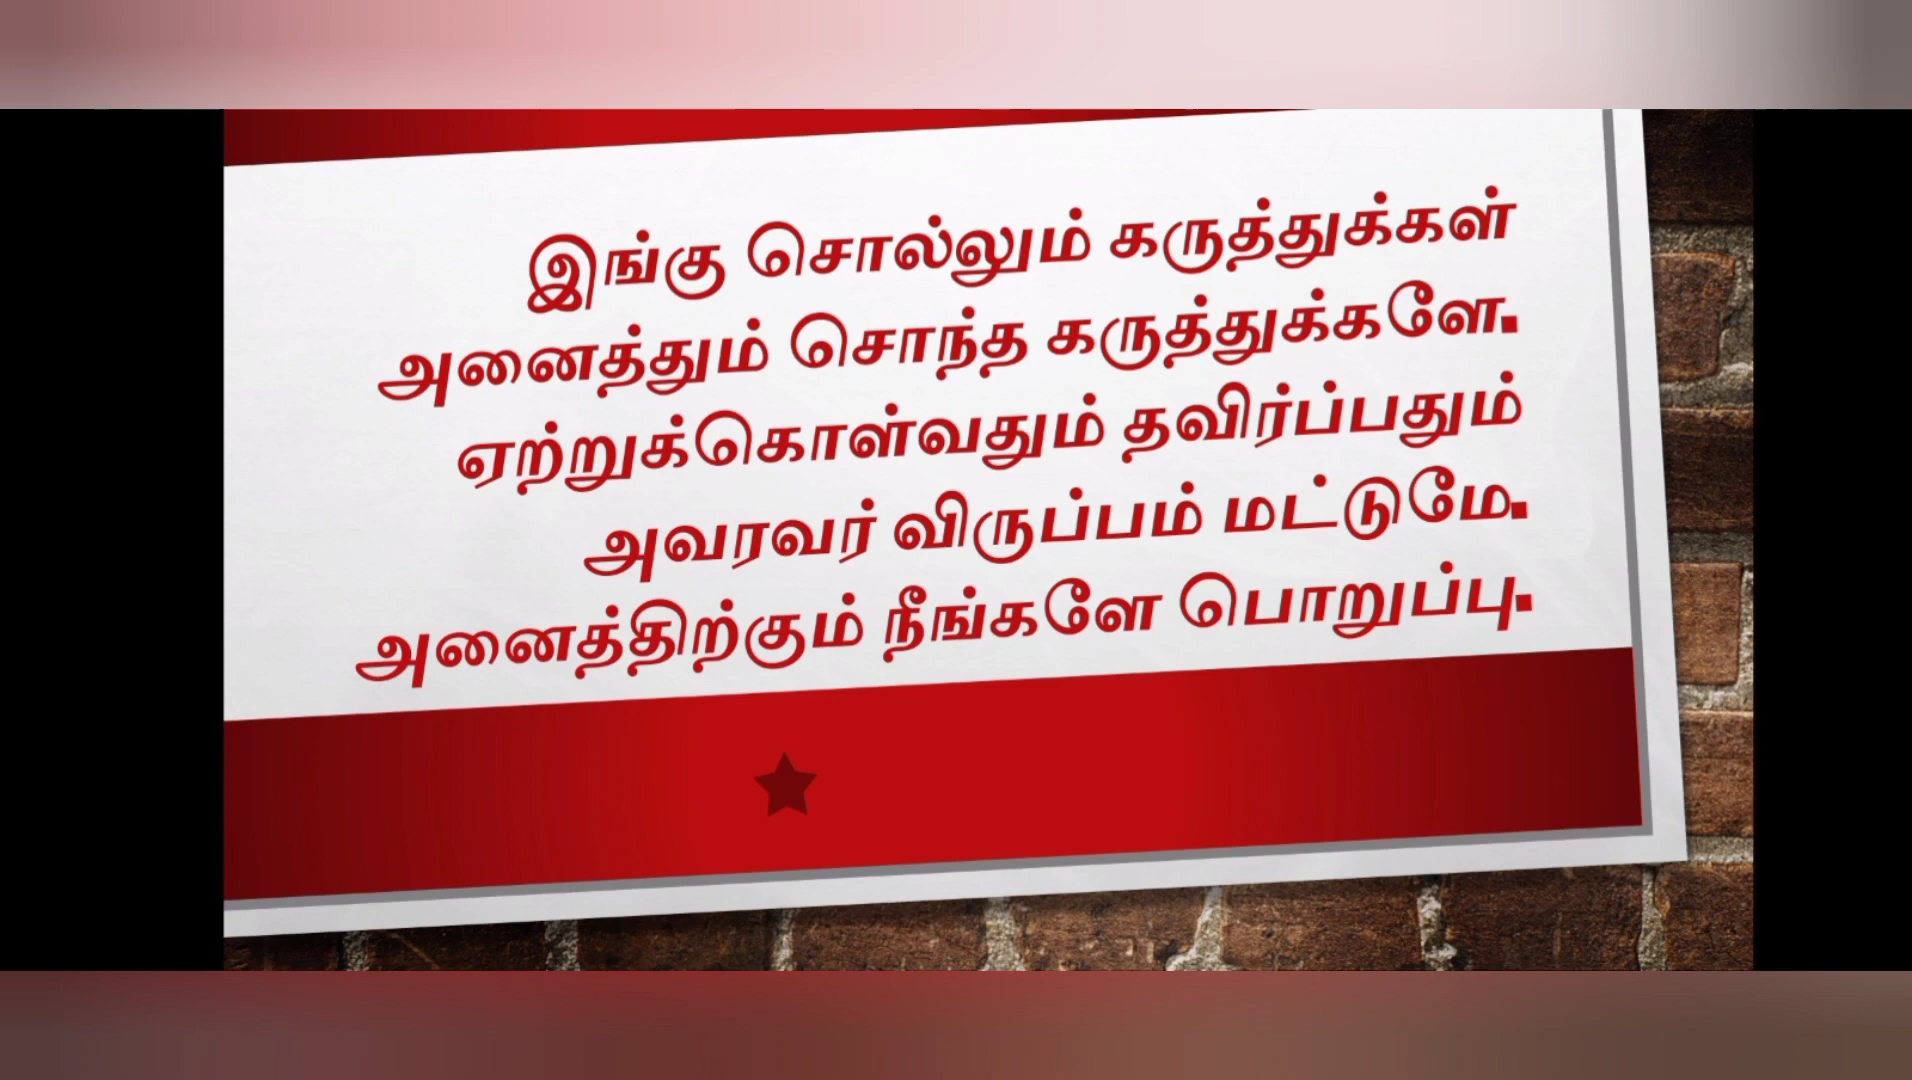 இங்கு சொல்லும் கருத்துக்கள்
அனைத்தும் சொந்த கருத்துக்களே.
ஏற்றுக்கொள்வதும் தவிர்ப்பதும்
அவரவர் விருப்பம் மட்டுமே.
அனைத்திற்கும் நீங்களே பொறுப்பு.